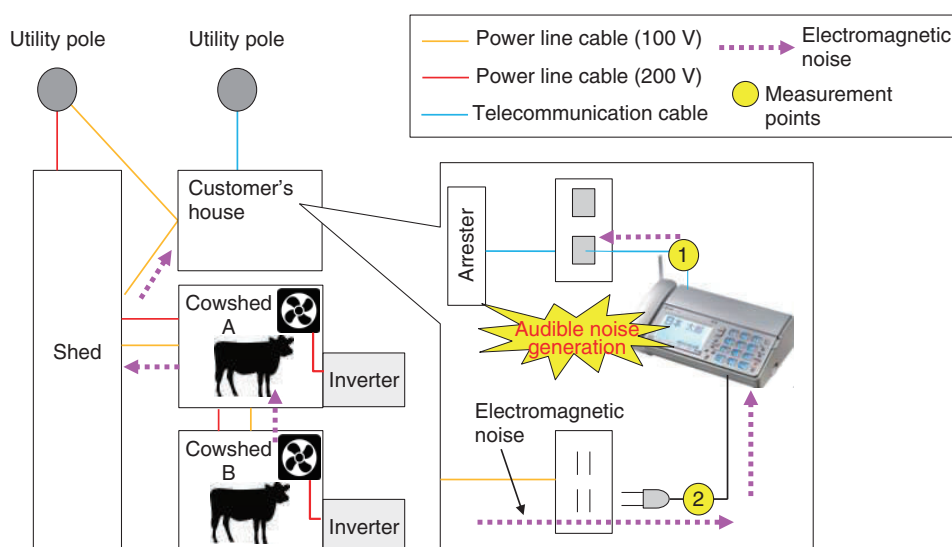 Utility pole
Utility pole
Power line cable (100 V)
Power line cable (200 V)
Telecommunication cable
Electromagnetic
noise
Measurement
points
Customer's
house
Shed
Cowshed
A
Inverter
Cowshed
B
Inverter
Arrester
1
Audible noise
generation
Electromagnetic
noise
2